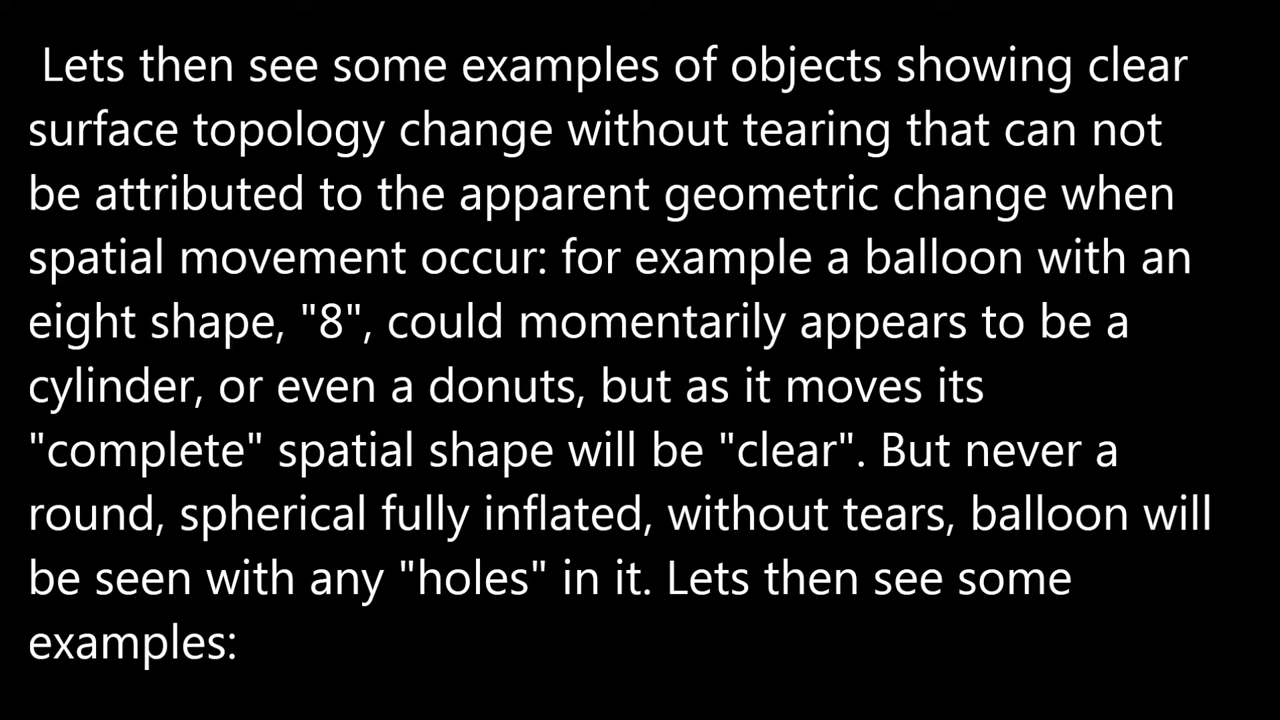 Lets then see some examples of objects showing clear
surface topology change without tearing that can not
be attributed to the apparent geometric change when
spatial movement occur: for example a balloon with an
eight shape, "8", could momentarily appears to be a
cylinder, or even a donuts, but as it moves its
"complete" spatial shape will be "clear". But never a
round, spherical fully inflated, without tears, balloon will
be seen with any "holes" in it. Lets then see some
examples: